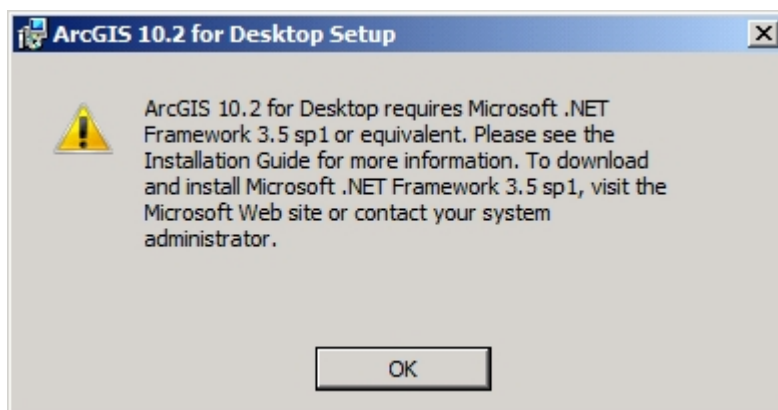 ArcGIS 10.2 for Desktop Setup
ArcGIS 10.2 for Desktop requires Microsoft .NET
Framework 3.5 sp1 or equivalent. Please see the
Installation Guide for more information. To download
and install Microsoft .NET Framework 3.5 sp1, visit the
Microsoft Web site or contact your system
administrator.
OK